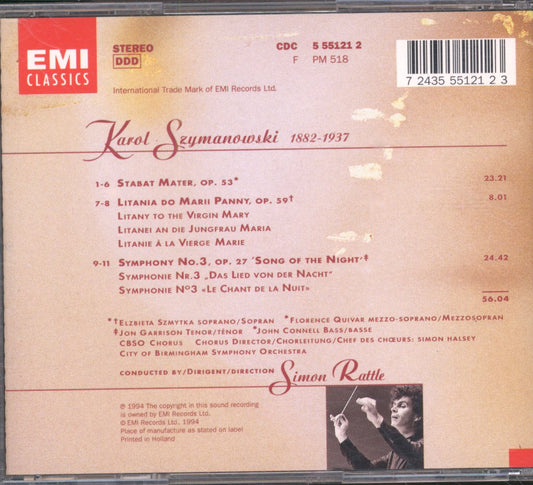 EMI
CLASSICS
STEREO
DDD
CDC 5 55121 2
F PM 518
7 24355 55121 2 3
International Trade Mark of EMI Records Ltd.
Karol Szymanowski 1882-1937
1-6 STABAT MATER, OP. 53* 23.21
7-8 LITANIA DO MARII PANNY, OP. 59† 8.01
LITANY TO THE VIRGIN MARY
LITANEI AN DIE JUNGFRAU MARIA
LITANIE À LA VIERGE MARIE
9-11 SYMPHONY NO.3, OP. 27 'SONG OF THE NIGHT'‡ 24.42
SYMPHONIE NR.3 „DAS LIED VON DER NACHT"
SYMPHONIE NO3 «LE CHANT DE LA NUIT»
56.04
*†ELZBIETA SZMYTKA SOPRANO/SOPRAN *FLORENCE QUIVAR MEZZO-SOPRANO/MEZZOSOPRAN
‡JON GARRISON TENOR/TÉNOR *JOHN CONNELL BASS/BASSE
CBSO CHORUS CHORUS DIRECTOR/CHORLEITUNG/CHEF DES CHŒURS: SIMON HALSEY
CITY OF BIRMINGHAM SYMPHONY ORCHESTRA
CONDUCTED BY/DIRIGENT/DIRECTION Simon Rattle
℗ 1994 The copyright in this sound recording
is owned by EMI Records Ltd.
© EMI Records Ltd. 1994
Place of manufacture as stated on label
Printed in Holland